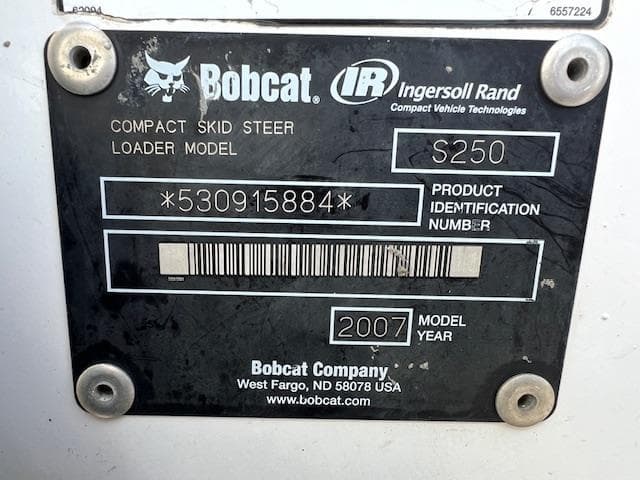 6557224
Bobcat® IR Ingersoll Rand
Compact Vehicle Technologies
COMPACT SKID STEER
LOADER MODEL
S250
*530915884*
PRODUCT
IDENTIFICATION
NUMBER
2007
MODEL
YEAR
Bobcat Company
West Fargo, ND 58078 USA
www.bobcat.com